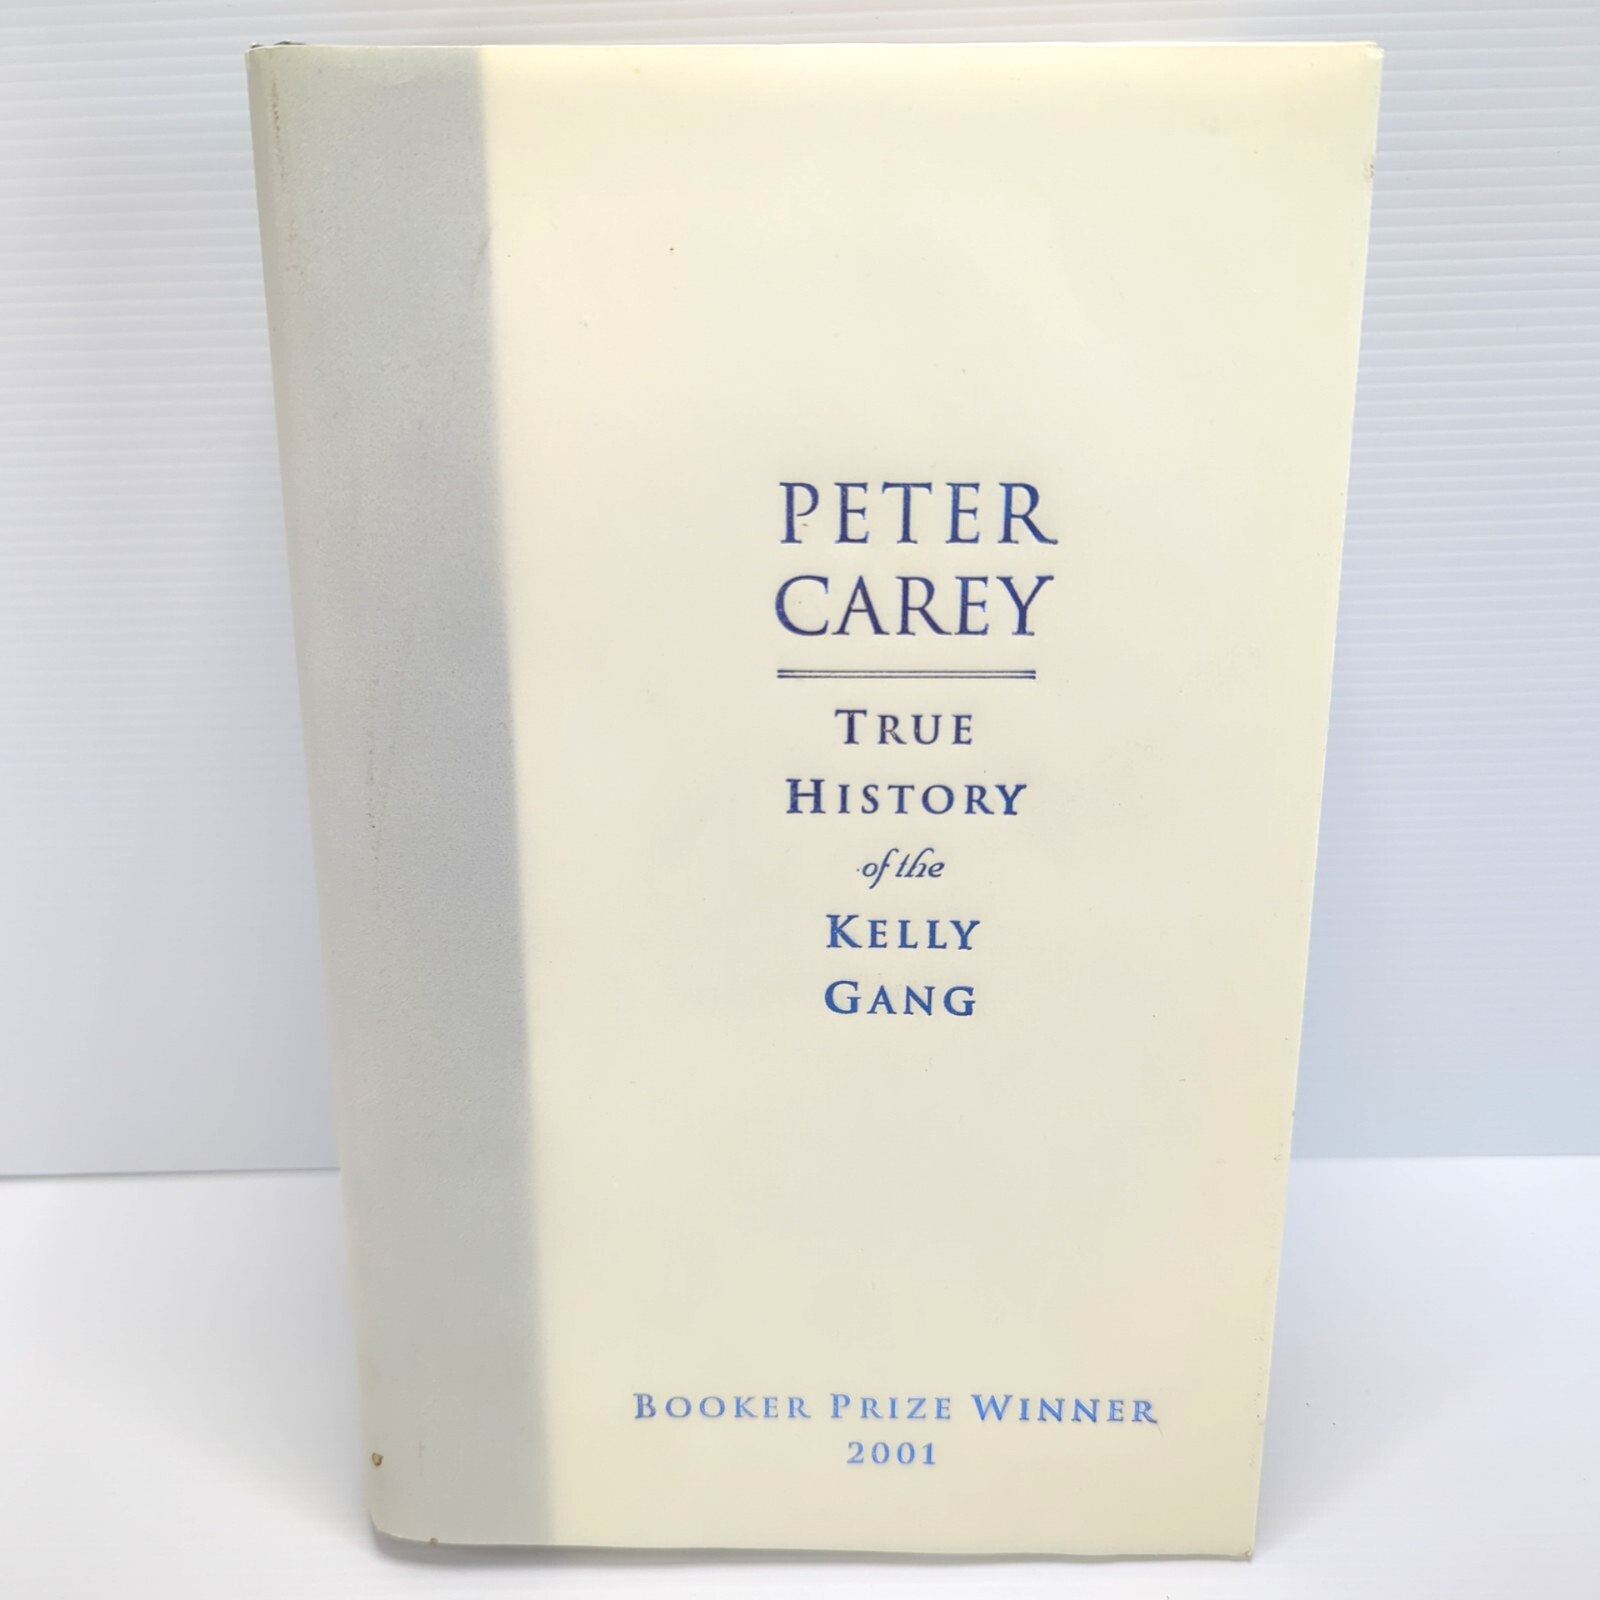 PETER
CAREY
TRUE
HISTORY
of the
KELLY
GANG
BOOKER PRIZE WINNER
2001